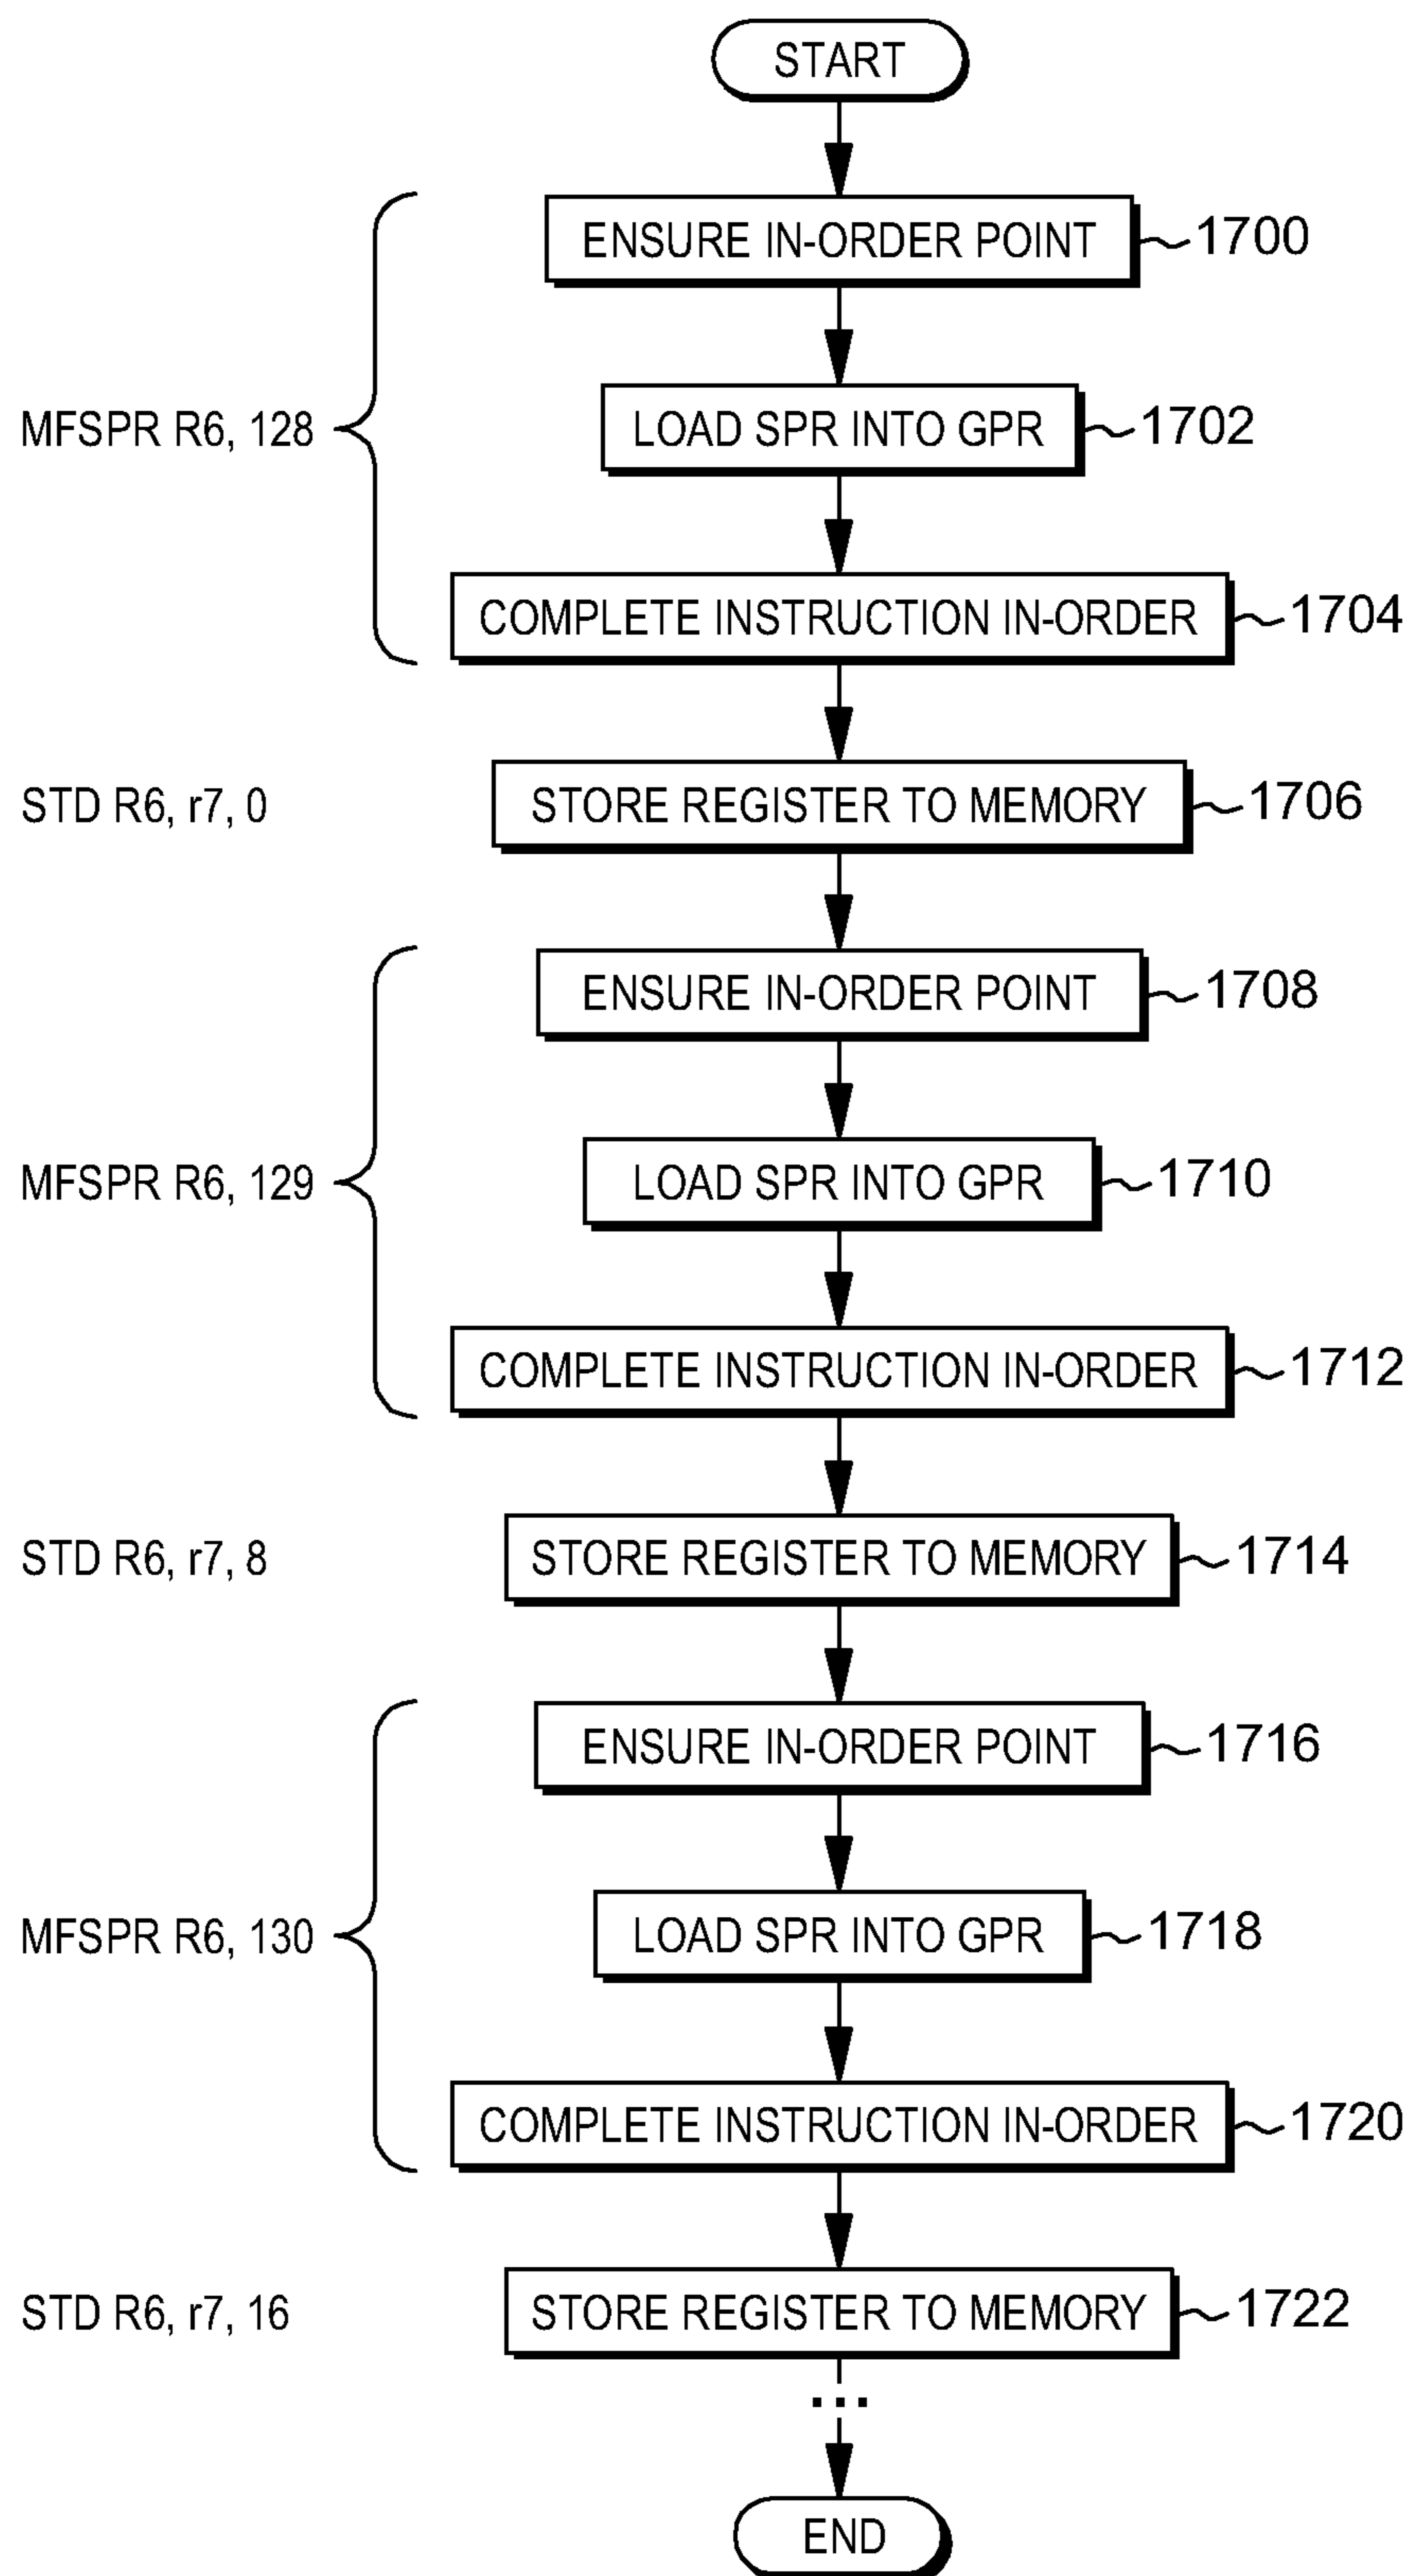 START
ENSURE IN-ORDER POINT 1700
MFSPR R6, 128 LOAD SPR INTO GPR 1702
COMPLETE INSTRUCTION IN-ORDER 1704
STD R6, r7, 0 STORE REGISTER TO MEMORY 1706
ENSURE IN-ORDER POINT 1708
MFSPR R6, 129 LOAD SPR INTO GPR 1710
COMPLETE INSTRUCTION IN-ORDER 1712
STD R6, r7, 8 STORE REGISTER TO MEMORY 1714
ENSURE IN-ORDER POINT 1716
MFSPR R6, 130 LOAD SPR INTO GPR 1718
COMPLETE INSTRUCTION IN-ORDER 1720
STD R6, r7, 16 STORE REGISTER TO MEMORY 1722
...
END